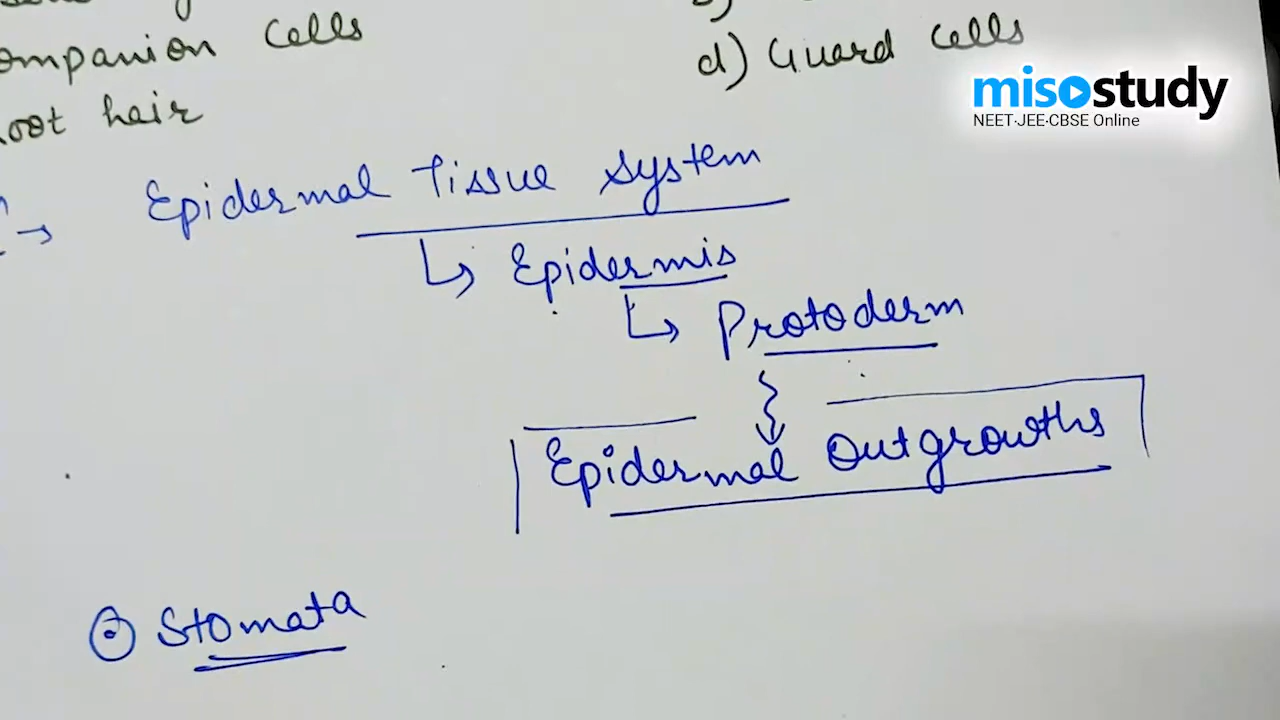 ompanion Cells
d) Guard Cells
oot hair
misostudy
NEET-JEE-CBSE Online
Epidermal Tissue System
Epidermis
Protoderm
Epidermal Outgrowths
Stomata